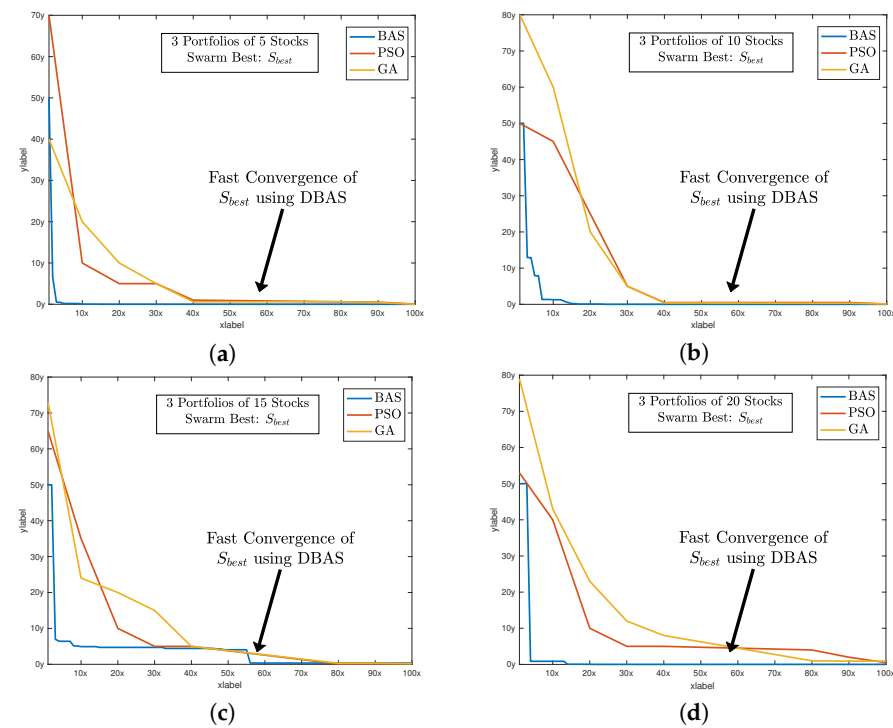 70y
60y
50y
40y
30y
20y
10y
0y
ylabel
3 Portfolios of 5 Stocks
Swarm Best: S_best
BAS
PSO
GA
Fast Convergence of
S_best using DBAS
10x 20x 30x 40x 50x 60x 70x 80x 90x 100x
xlabel
(a)
80y
70y
60y
50y
40y
30y
20y
10y
0y
ylabel
3 Portfolios of 10 Stocks
Swarm Best: S_best
BAS
PSO
GA
Fast Convergence of
S_best using DBAS
10x 20x 30x 40x 50x 60x 70x 80x 90x 100x
xlabel
(b)
80y
70y
60y
50y
40y
30y
20y
10y
0y
ylabel
3 Portfolios of 15 Stocks
Swarm Best: S_best
BAS
PSO
GA
Fast Convergence of
S_best using DBAS
10x 20x 30x 40x 50x 60x 70x 80x 90x 100x
xlabel
(c)
80y
70y
60y
50y
40y
30y
20y
10y
0y
ylabel
3 Portfolios of 20 Stocks
Swarm Best: S_best
BAS
PSO
GA
Fast Convergence of
S_best using DBAS
10x 20x 30x 40x 50x 60x 70x 80x 90x 100x
xlabel
(d)